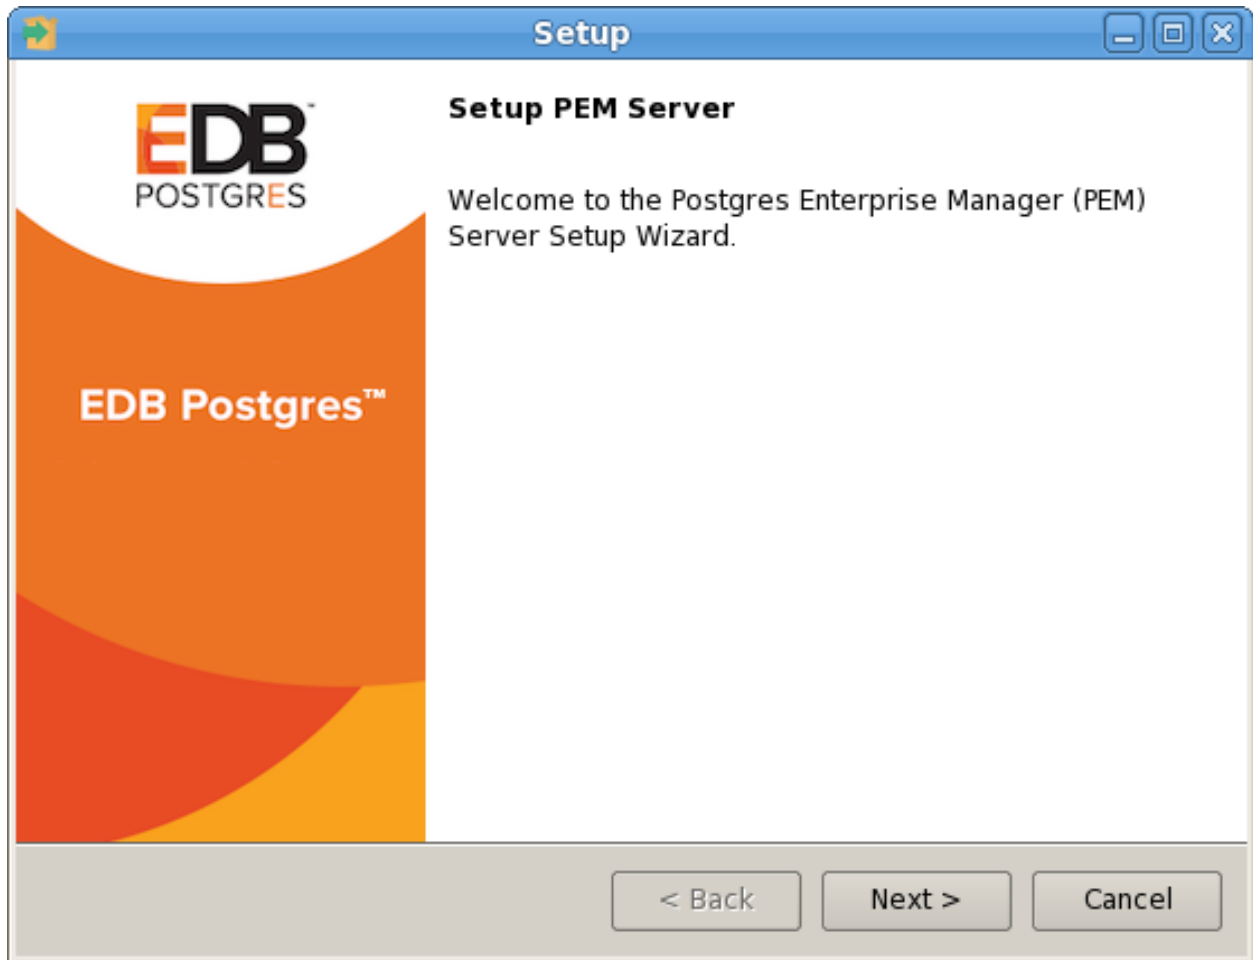 Setup
EDB™
POSTGRES
Setup PEM Server
Welcome to the Postgres Enterprise Manager (PEM)
Server Setup Wizard.
EDB Postgres™
< Back
Next >
Cancel